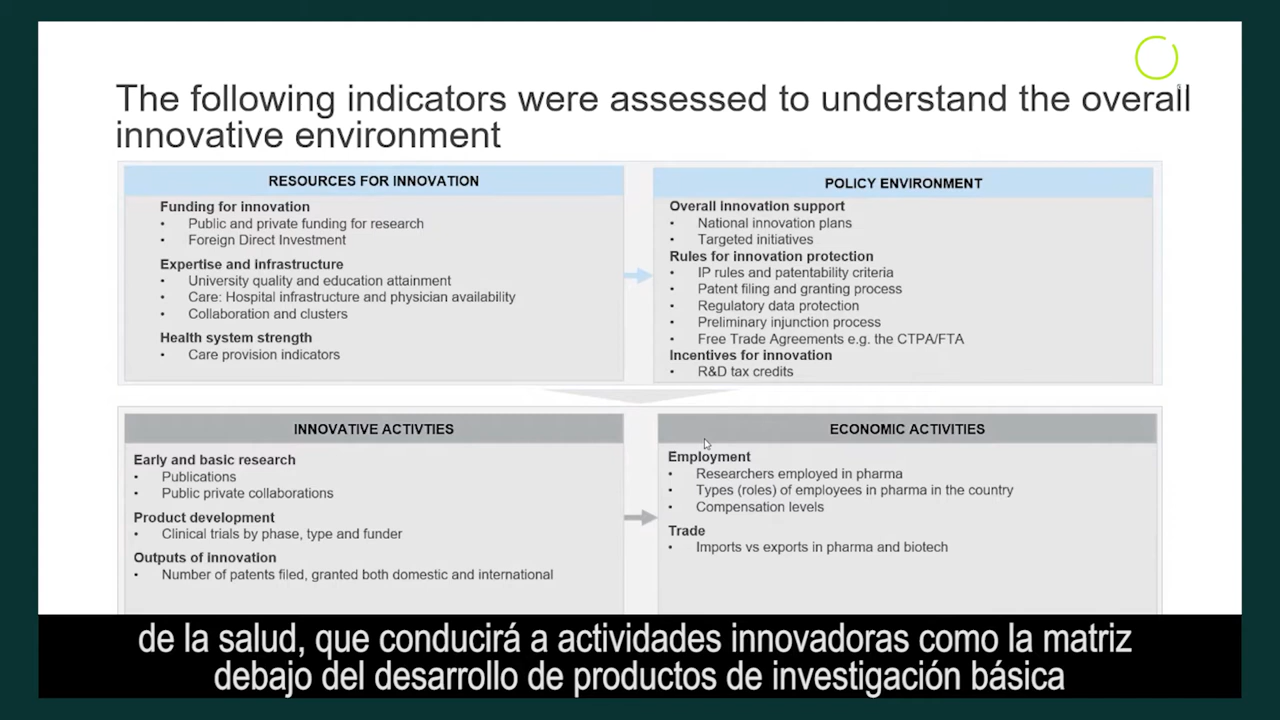 The following indicators were assessed to understand the overall
innovative environment
RESOURCES FOR INNOVATION
Funding for innovation
• Public and private funding for research
• Foreign Direct Investment
Expertise and infrastructure
• University quality and education attainment
• Care: Hospital infrastructure and physician availability
• Collaboration and clusters
Health system strength
• Care provision indicators
POLICY ENVIRONMENT
Overall innovation support
• National innovation plans
• Targeted initiatives
Rules for innovation protection
• IP rules and patentability criteria
• Patent filing and granting process
• Regulatory data protection
• Preliminary injunction process
• Free Trade Agreements e.g. the CTPA/FTA
Incentives for innovation
• R&D tax credits
INNOVATIVE ACTIVTIES
Early and basic research
• Publications
• Public private collaborations
Product development
• Clinical trials by phase, type and funder
Outputs of innovation
• Number of patents filed, granted both domestic and international
ECONOMIC ACTIVITIES
Employment
• Researchers employed in pharma
• Types (roles) of employees in pharma in the country
• Compensation levels
Trade
• Imports vs exports in pharma and biotech
de la salud, que conducirá a actividades innovadoras como la matriz
debajo del desarrollo de productos de investigación básica